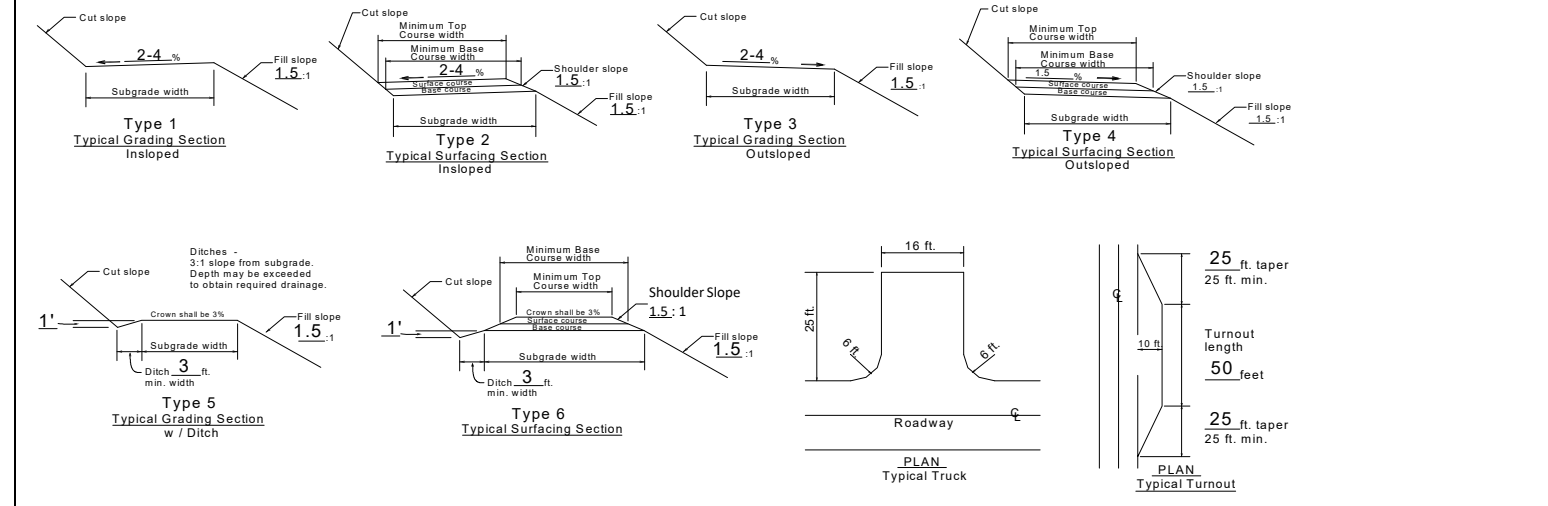 Cut slope
2-4 %
Fill slope
1.5 :1
Subgrade width
Type 1
Typical Grading Section
Insloped
Cut slope
Minimum Top
Course width
Minimum Base
Course width
2-4 %
Surface course
Base course
Shoulder slope
1.5 :1
Fill slope
1.5 :1
Subgrade width
Type 2
Typical Surfacing Section
Insloped
Cut slope
2-4 %
Fill slope
1.5 :1
Subgrade width
Type 3
Typical Grading Section
Outsloped
Cut slope
Minimum Top
Course width
Minimum Base
Course width
1.5 %
Surface course
Base course
Shoulder slope
1.5 :1
Fill slope
1.5 :1
Subgrade width
Type 4
Typical Surfacing Section
Outsloped
Ditches -
3:1 slope from subgrade.
Depth may be exceeded
to obtain required drainage.
Cut slope
1'
Crown shall be 3%
Fill slope
1.5 :1
Subgrade width
Ditch 3 ft.
min. width
Type 5
Typical Grading Section
w / Ditch
Minimum Base
Course width
Cut slope
Minimum Top
Course width
Shoulder Slope
1.5 : 1
Crown shall be 3%
Surface course
Base course
1'
Fill slope
1.5 :1
Subgrade width
Ditch 3 ft.
min. width
Type 6
Typical Surfacing Section
16 ft.
25 ft.
6 ft.
6 ft.
Roadway
CL
PLAN
Typical Truck
CL
10 ft.
25 ft. taper
25 ft. min.
Turnout
length
50 feet
25 ft. taper
25 ft. min.
PLAN
Typical Turnout